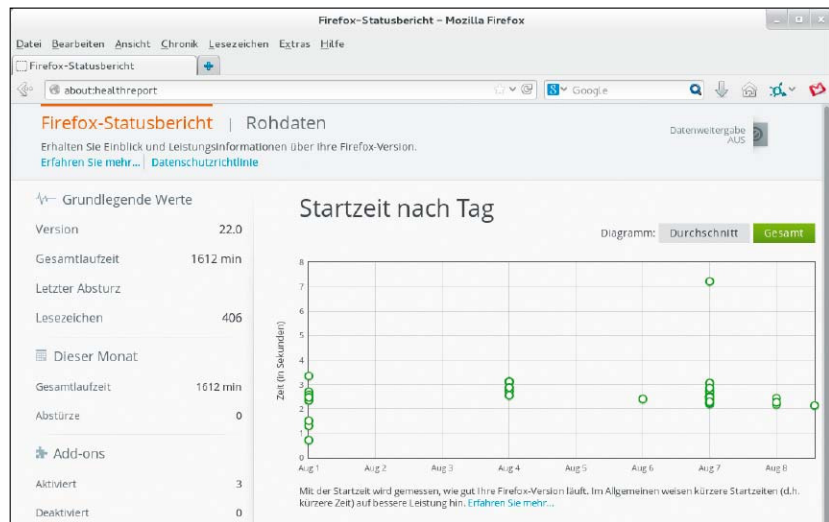 Firefox-Statusbericht – Mozilla Firefox
Datei Bearbeiten Ansicht Chronik Lesezeichen Extras Hilfe
Firefox-Statusbericht
about:healthreport
Google
Firefox-Statusbericht | Rohdaten
Erhalten Sie Einblick und Leistungsinformationen über Ihre Firefox-Version.
Erfahren Sie mehr... Datenschutzrichtlinie
Datenweitergabe
AUS
Grundlegende Werte
Version 22.0
Gesamtlaufzeit 1612 min
Letzter Absturz
Lesezeichen 406
Dieser Monat
Gesamtlaufzeit 1612 min
Abstürze 0
Add-ons
Aktiviert 3
Deaktiviert 0
Startzeit nach Tag
Diagramm: Durchschnitt Gesamt
Zeit (in Sekunden)
8
7
6
5
4
3
2
1
0
Aug 1 Aug 2 Aug 3 Aug 4 Aug 5 Aug 6 Aug 7 Aug 8
Mit der Startzeit wird gemessen, wie gut Ihre Firefox-Version läuft. Im Allgemeinen weisen kürzere Startzeiten (d.h.
kürzere Zeit) auf bessere Leistung hin. Erfahren Sie mehr...